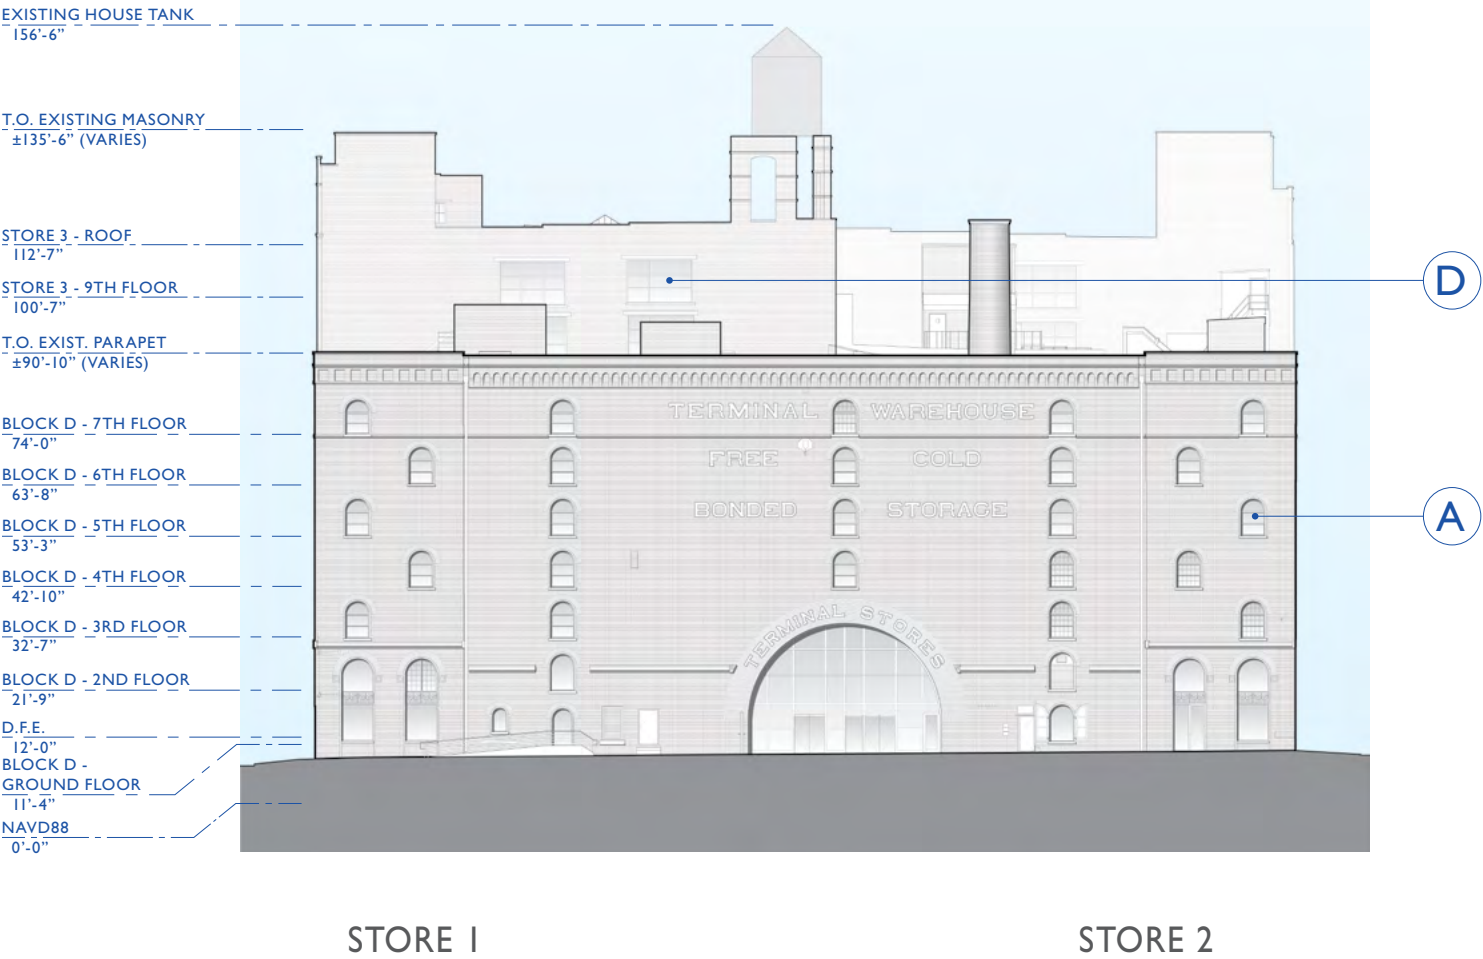 EXISTING HOUSE TANK
156'-6"
T.O. EXISTING MASONRY
±135'-6" (VARIES)
STORE 3 - ROOF
112'-7"
STORE 3 - 9TH FLOOR
100'-7"
D
T.O. EXIST. PARAPET
±90'-10" (VARIES)
TERMINAL WAREHOUSE
BLOCK D - 7TH FLOOR
74'-0"
FREE COLD
BLOCK D - 6TH FLOOR
63'-8"
BONDED STORAGE
A
BLOCK D - 5TH FLOOR
53'-3"
BLOCK D - 4TH FLOOR
42'-10"
TERMINAL STORES
BLOCK D - 3RD FLOOR
32'-7"
BLOCK D - 2ND FLOOR
21'-9"
D.F.E.
12'-0"
BLOCK D -
GROUND FLOOR
11'-4"
NAVD88
0'-0"
STORE 1 STORE 2